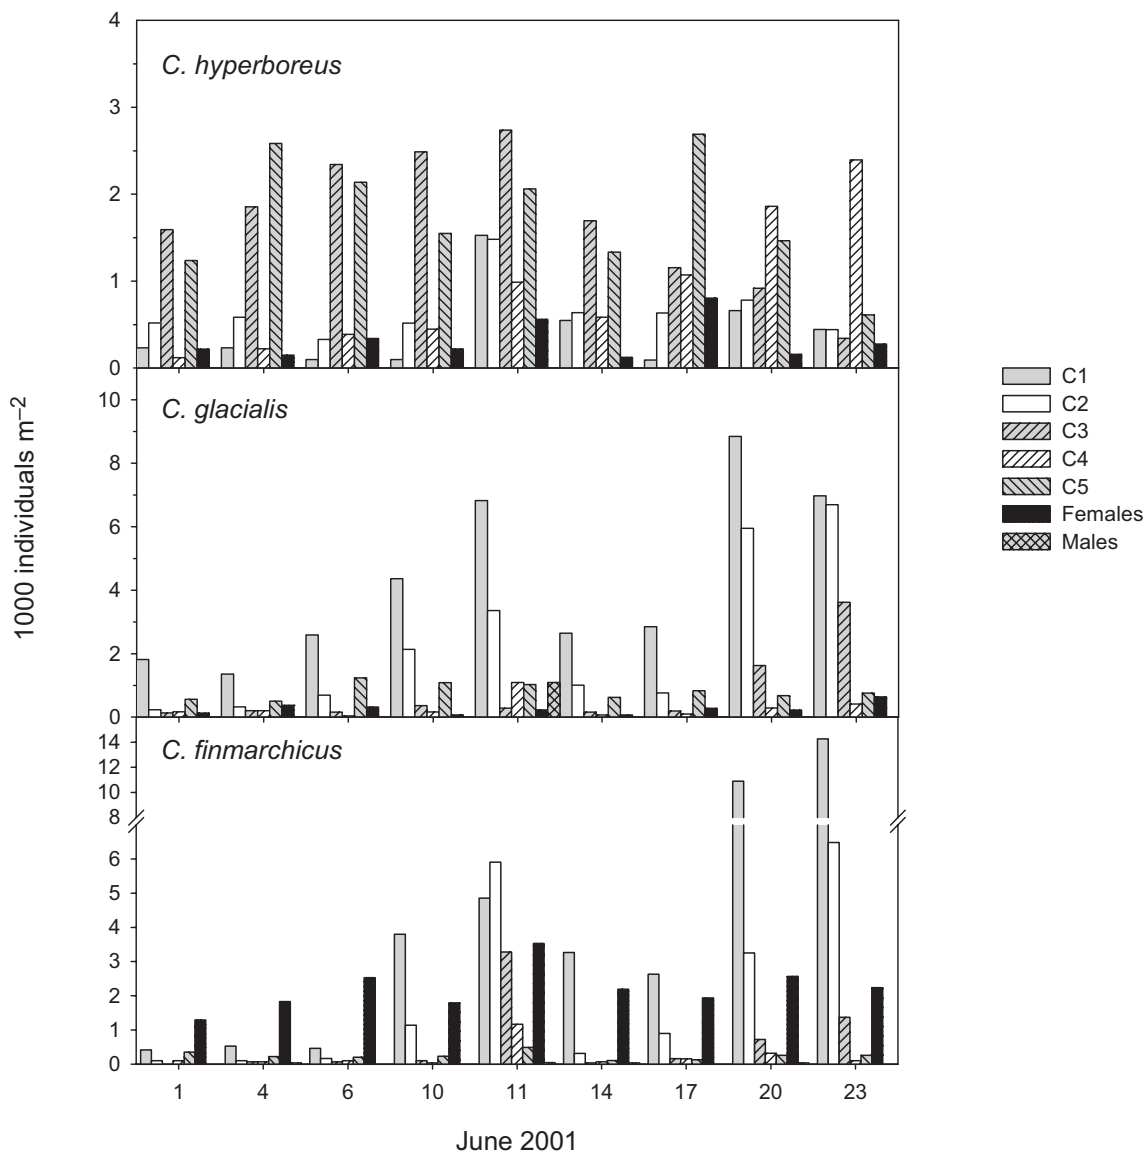 4
C. hyperboreus
3
2
1
0
10
C. glacialis
8
6
4
2
0
14
C. finmarchicus
12
10
8
6
5
4
3
2
1
0
1000 individuals m−2
1 4 6 10 11 14 17 20 23
June 2001
C1
C2
C3
C4
C5
Females
Males